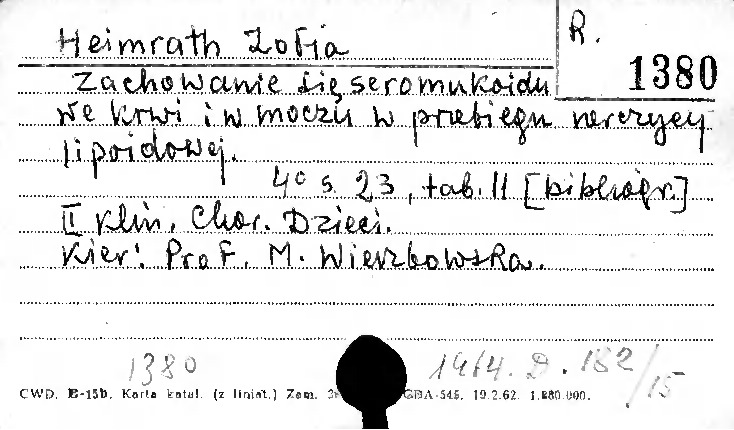 Heimrath Zofia
R.
1380
Zachowanie się seromukoidu
we krwi i w moczu w przebiegu nerczycy
lipoidowej.
4° s. 23, tab. 11 [bibliogr.]
II Klin. Chor. Dzieci.
Kier: Prof. M. Wierzbowska.
1380
1964. D. 182/15
CWD. E-15b. Karta katal. (z liniat.) Zam. GDA-545. 19.2.62. 1.880.000.